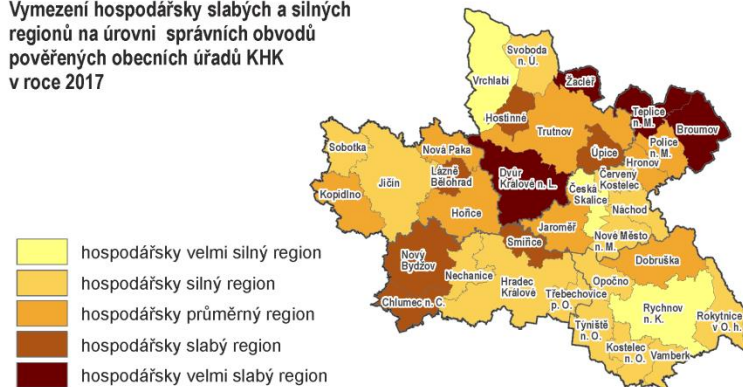 Vymezení hospodářsky slabých a silných
regionů na úrovni správních obvodů
pověřených obecních úřadů KHK
v roce 2017
Svoboda
n. Ú.
Vrchlabí
Žacléř
Teplice
n. M.
Broumov
Hostinné
Trutnov
Police
n. M.
Sobotka
Nová Paka
Úpice
Hronov
Lázně
Bělohrad
Dvůr
Králové n. L.
Červený
Kostelec
Jičín
Česká
Skalice
Kopidlno
Náchod
Hořice
Jaroměř
Nové Město
n. M.
Smiřice
Nový
Bydžov
Dobruška
Nechanice
Hradec
Králové
Opočno
Chlumec n. C.
Třebechovice
p. O.
Rychnov
n. K.
Rokytnice
v O. h.
Týniště
n. O.
Kostelec
n. O.
Vamberk
hospodářsky velmi silný region
hospodářsky silný region
hospodářsky průměrný region
hospodářsky slabý region
hospodářsky velmi slabý region